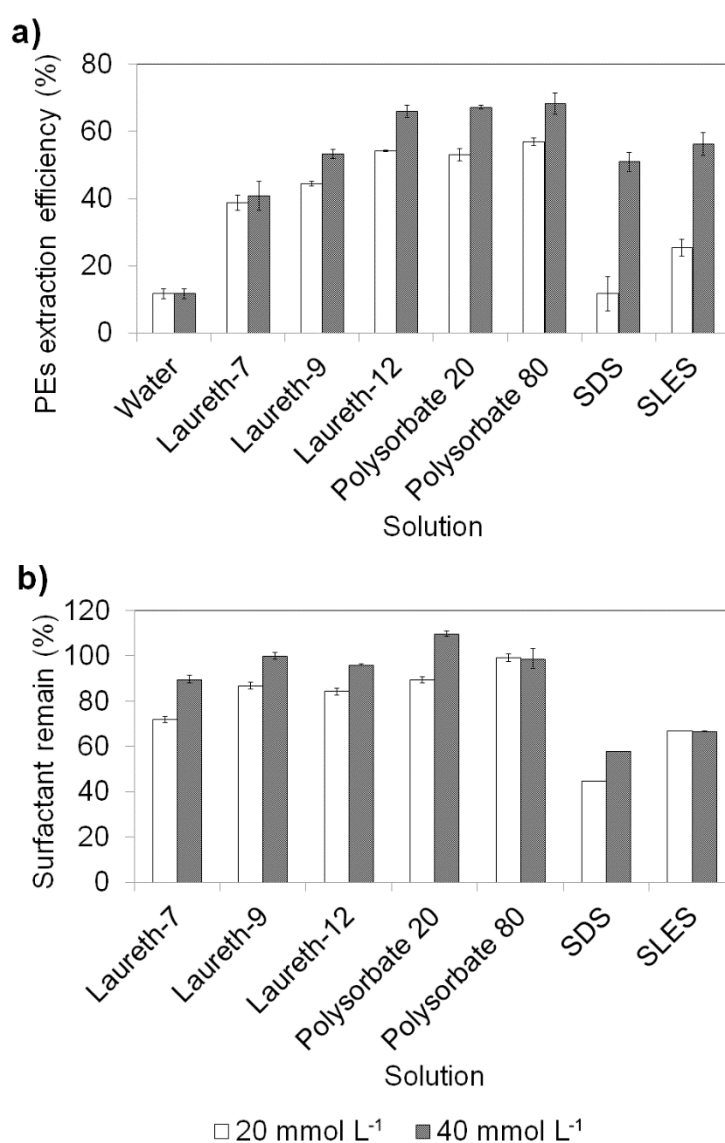 a)
PEs extraction efficiency (%)
80
60
40
20
0
Water
Laureth-7
Laureth-9
Laureth-12
Polysorbate 20
Polysorbate 80
SDS
SLES
Solution
b)
Surfactant remain (%)
120
100
80
60
40
20
0
Laureth-7
Laureth-9
Laureth-12
Polysorbate 20
Polysorbate 80
SDS
SLES
Solution
20 mmol L⁻¹ 40 mmol L⁻¹